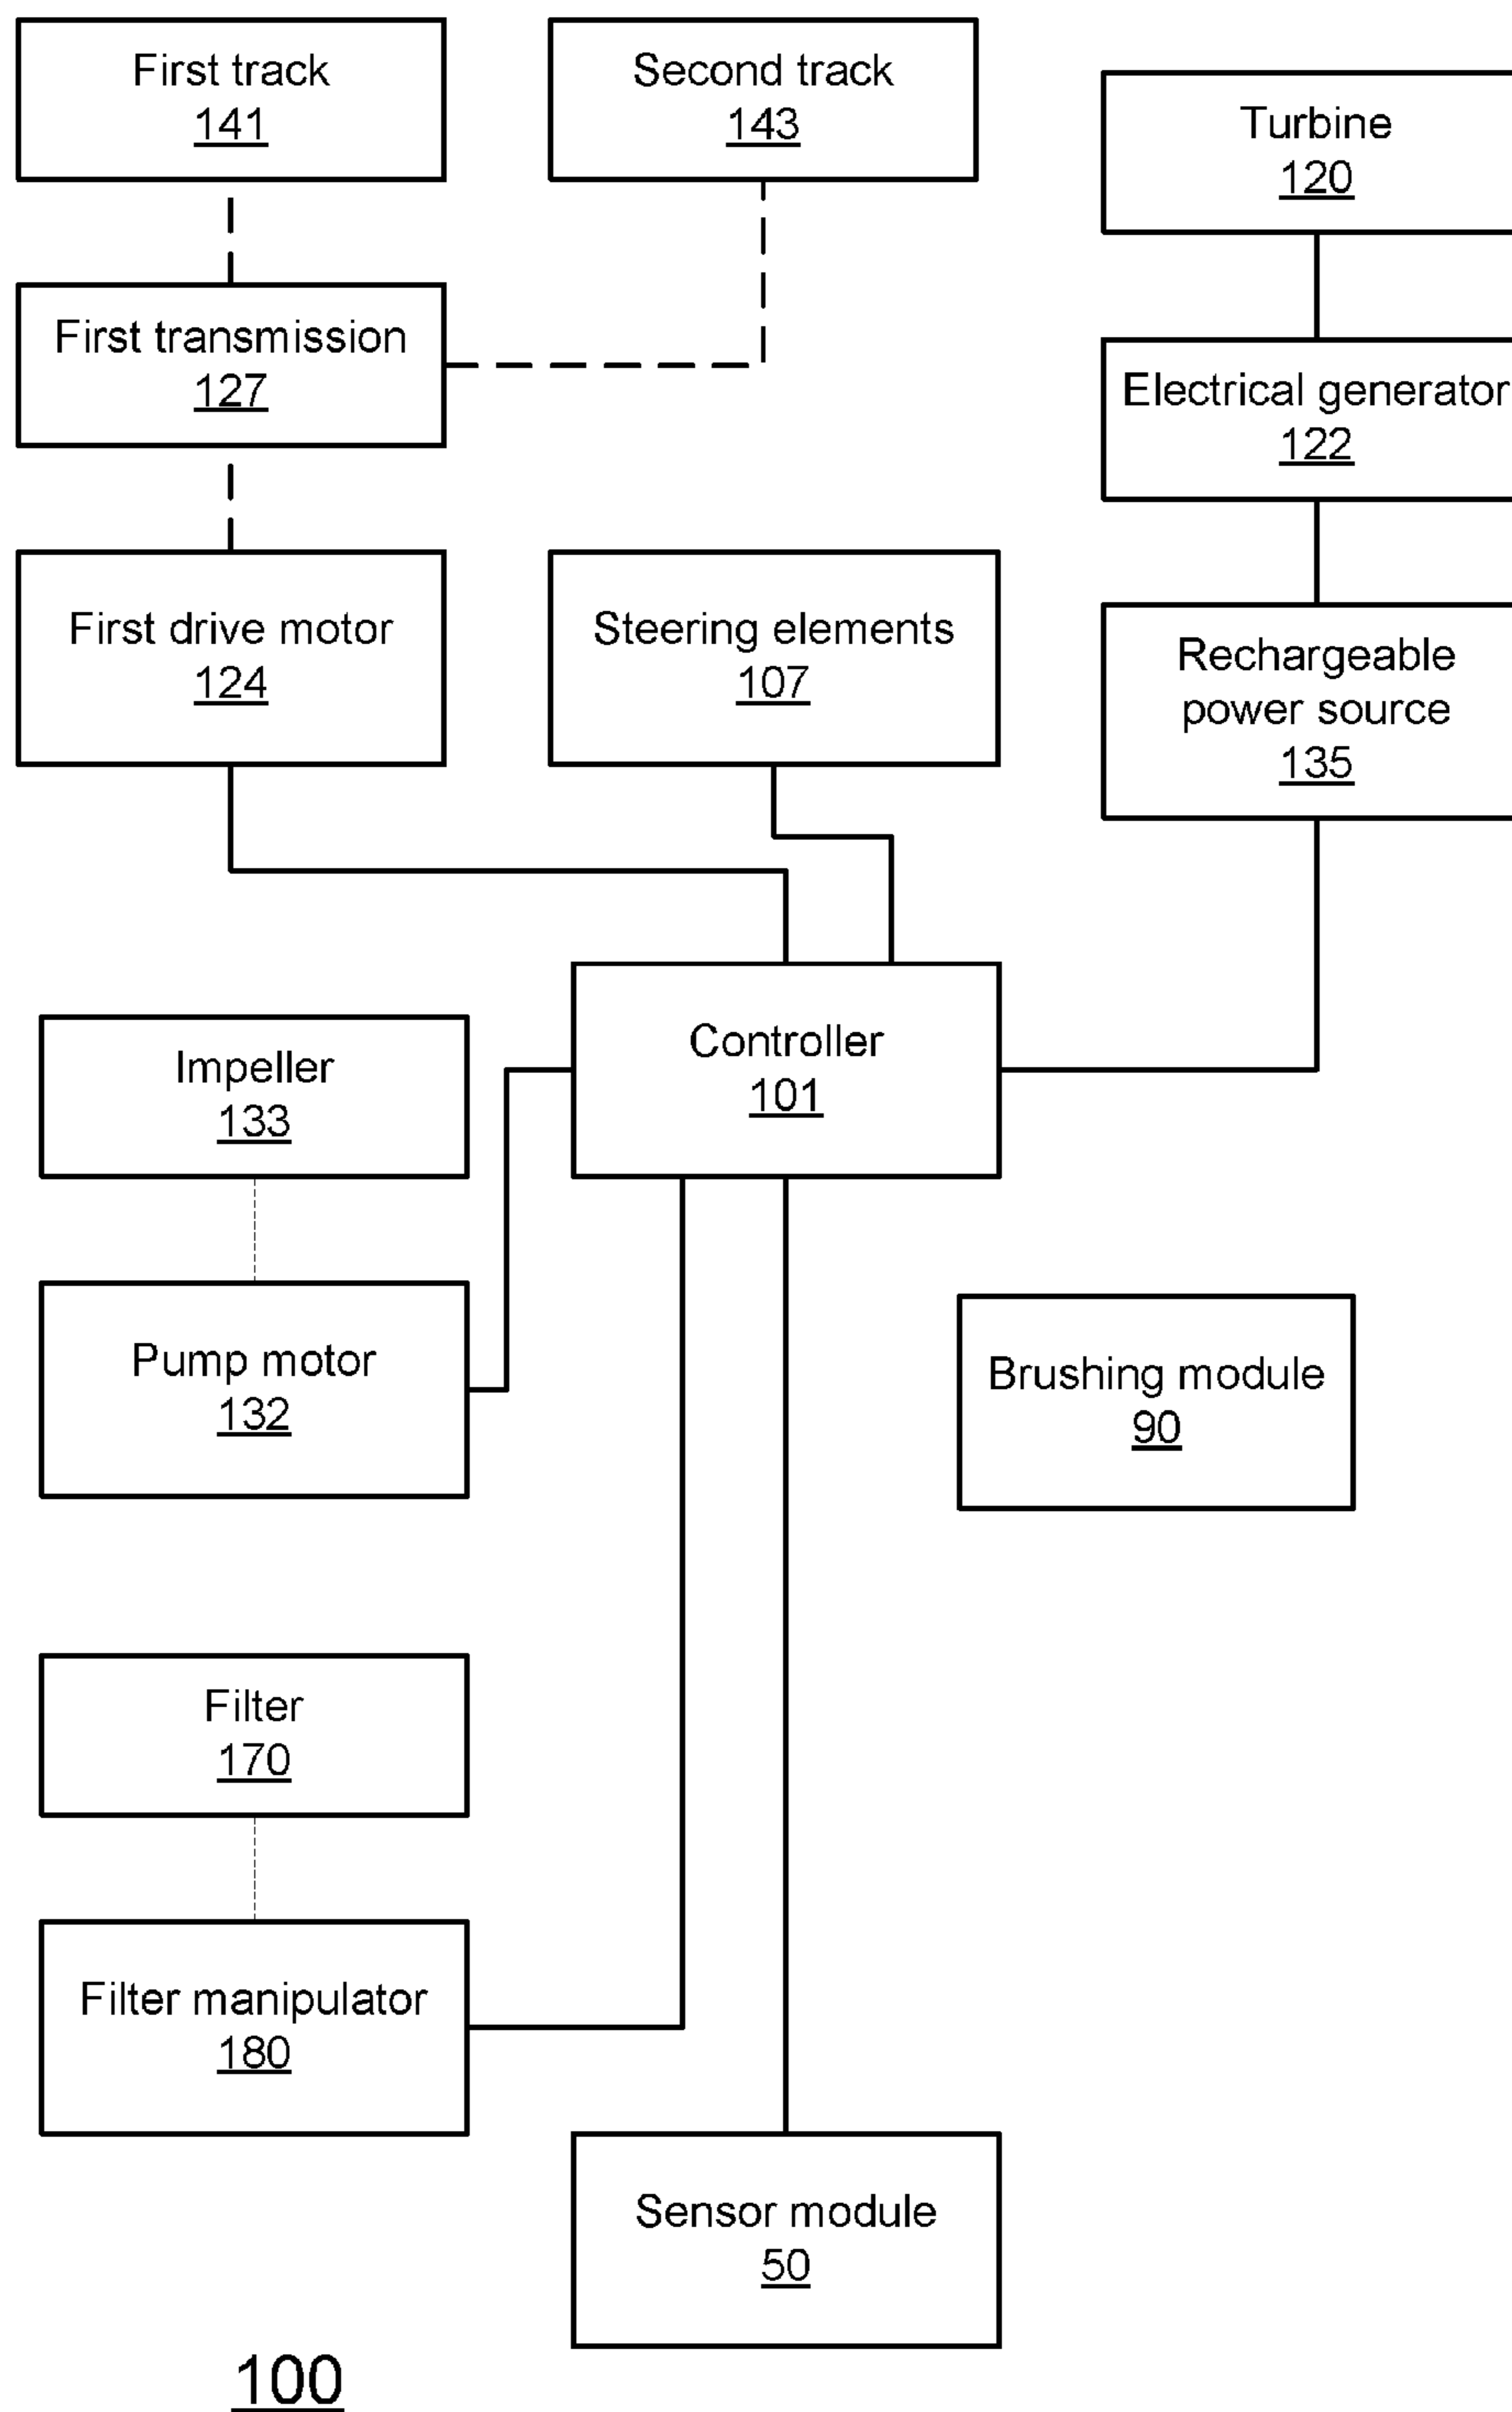 First track
141
Second track
143
Turbine
120
First transmission
127
Electrical generator
122
First drive motor
124
Steering elements
107
Rechargeable
power source
135
Controller
101
Impeller
133
Pump motor
132
Brushing module
90
Filter
170
Filter manipulator
180
Sensor module
50
100